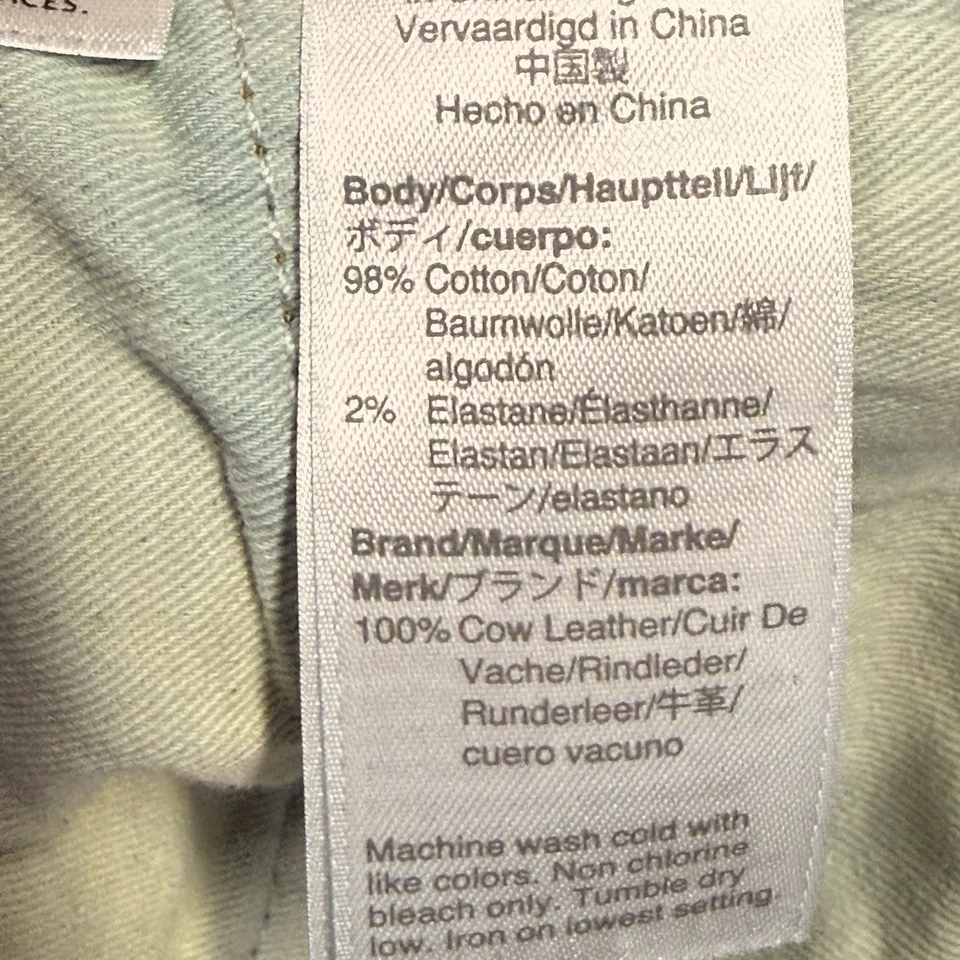 Vervaardigd in China
中国製
Hecho en China
Body/Corps/Hauptteil/Lijf/
ボディ/cuerpo:
98% Cotton/Coton/
Baumwolle/Katoen/綿/
algodón
2% Elastane/Élasthanne/
Elastan/Elastaan/エラス
テーン/elastano
Brand/Marque/Marke/
Merk/ブランド/marca:
100% Cow Leather/Cuir De
Vache/Rindleder/
Runderleer/牛革/
cuero vacuno
Machine wash cold with
like colors. Non chlorine
bleach only. Tumble dry
low. Iron on lowest setting.